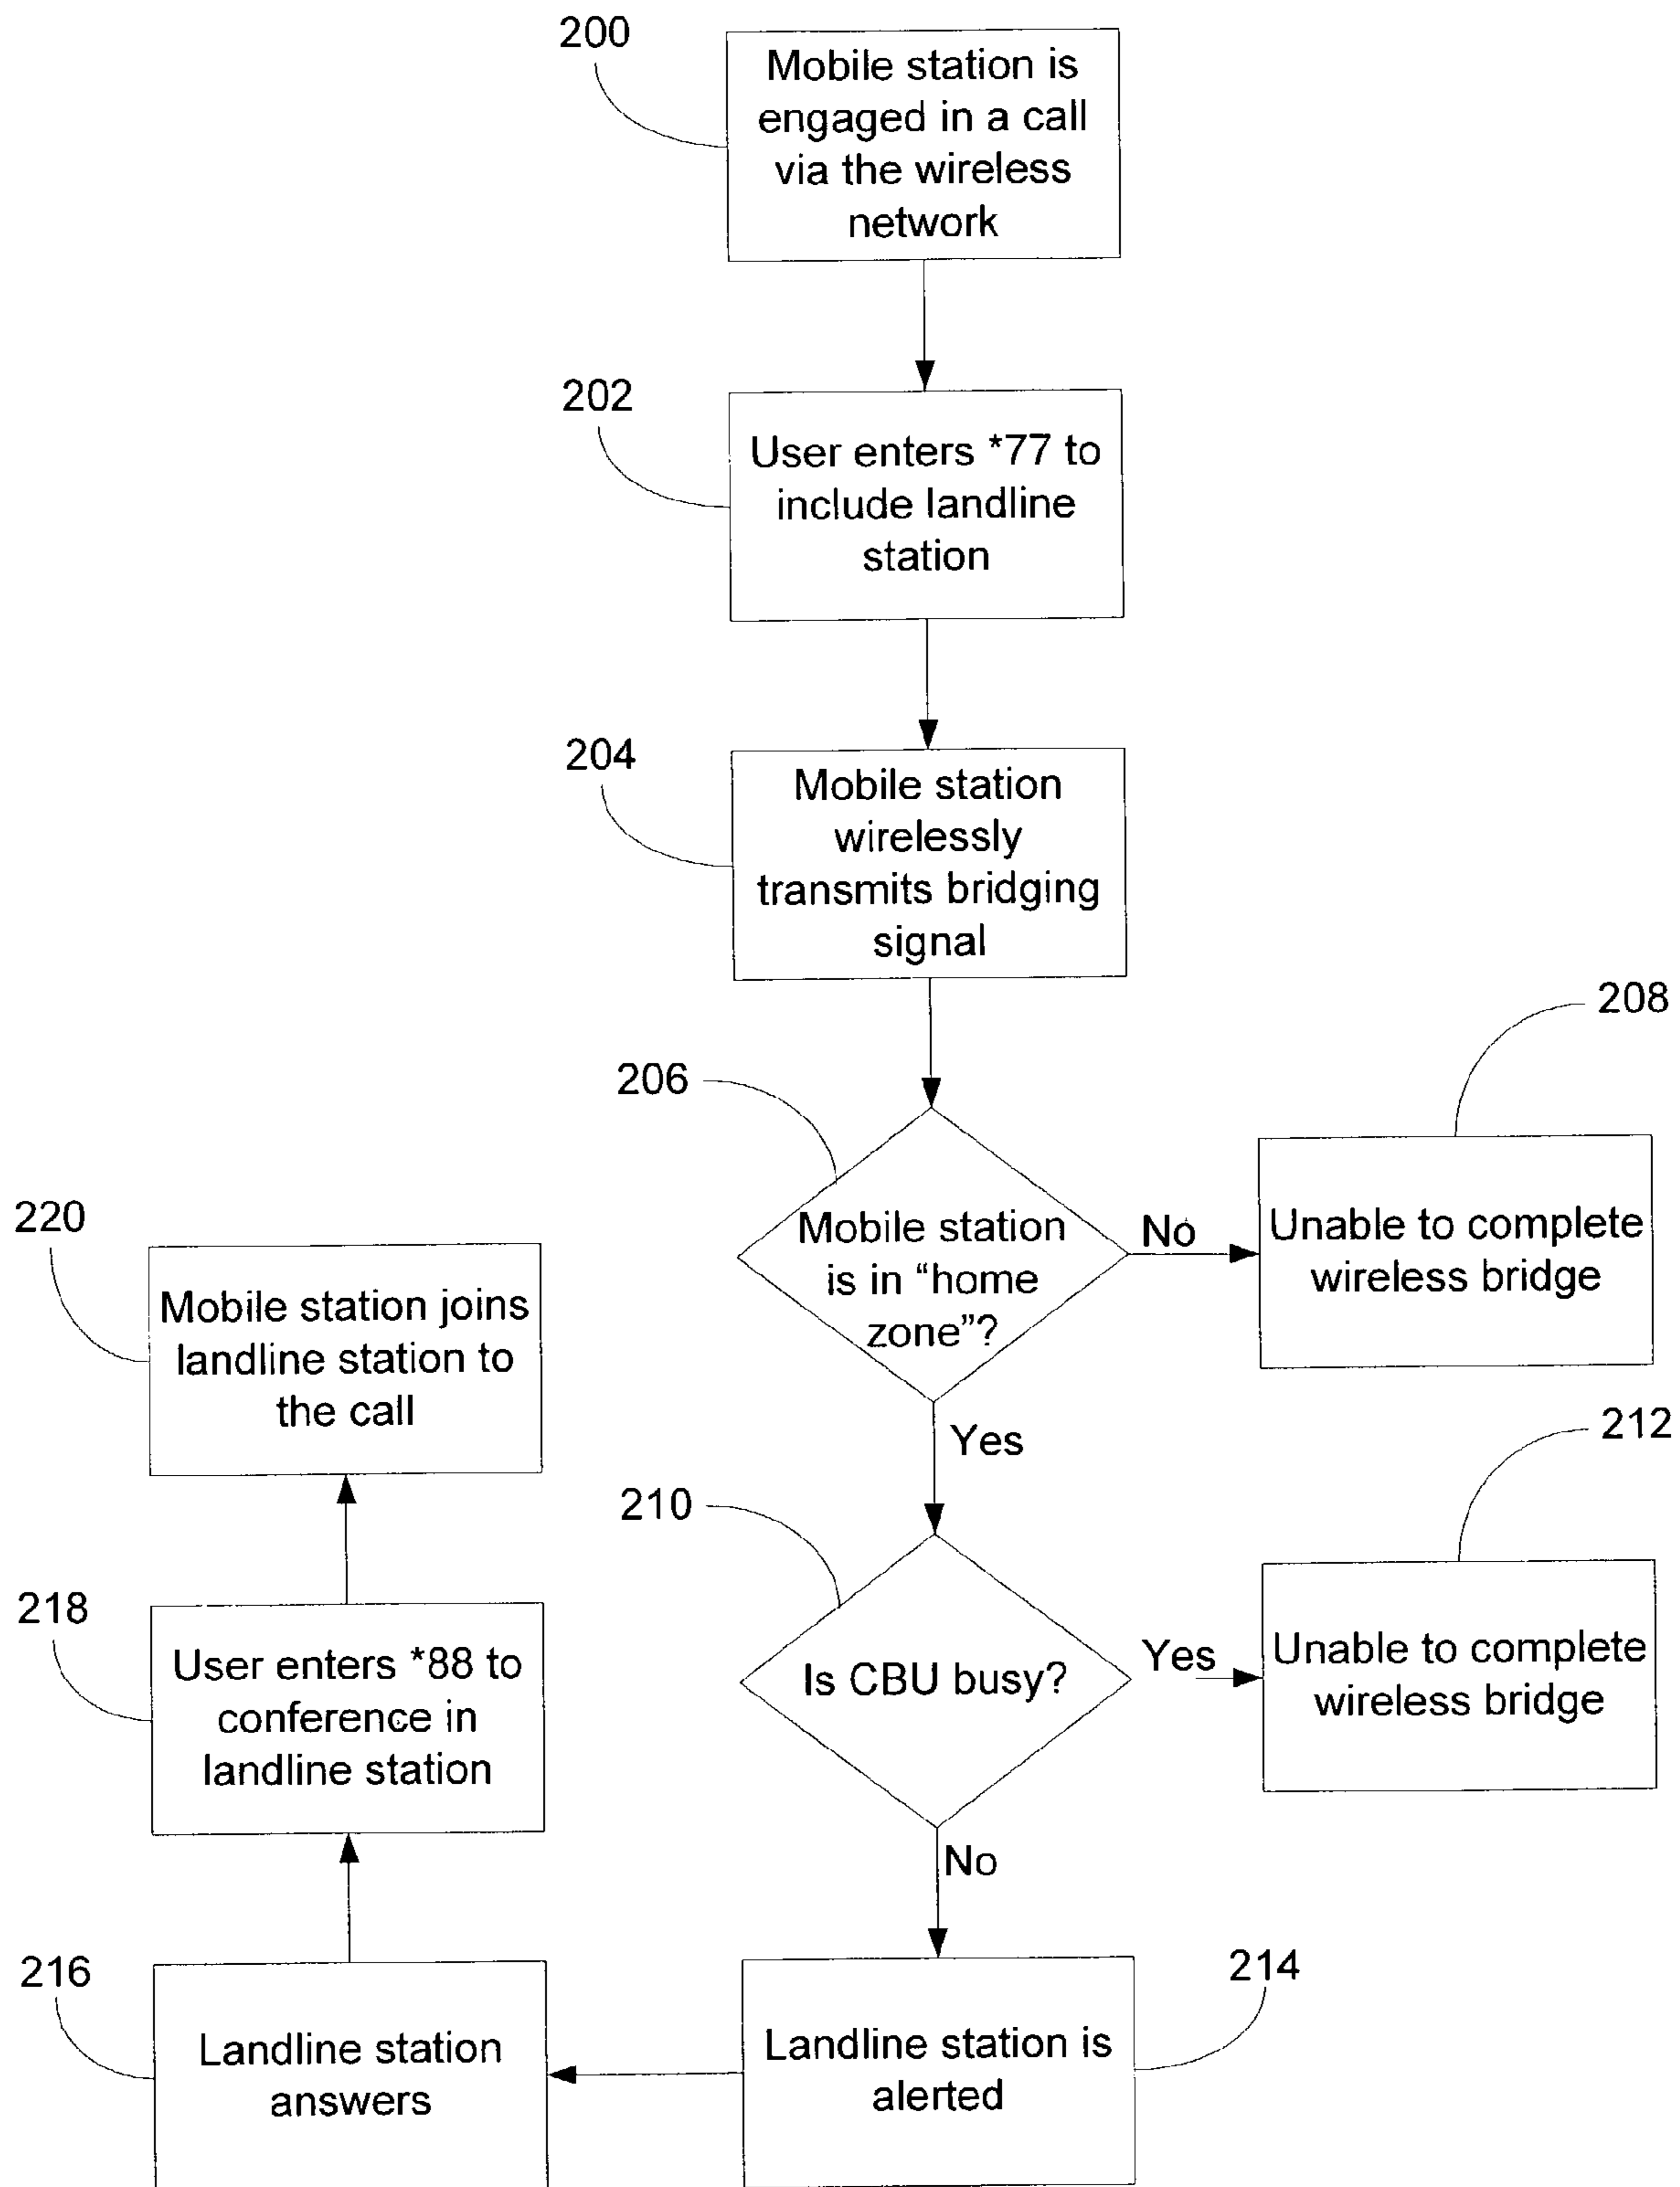 200
Mobile station is
engaged in a call
via the wireless
network
202
User enters *77 to
include landline
station
204
Mobile station
wirelessly
transmits bridging
signal
206
Mobile station
is in “home
zone”?
No
208
Unable to complete
wireless bridge
Yes
210
Is CBU busy?
Yes
212
Unable to complete
wireless bridge
No
214
Landline station is
alerted
216
Landline station
answers
218
User enters *88 to
conference in
landline station
220
Mobile station joins
landline station to
the call